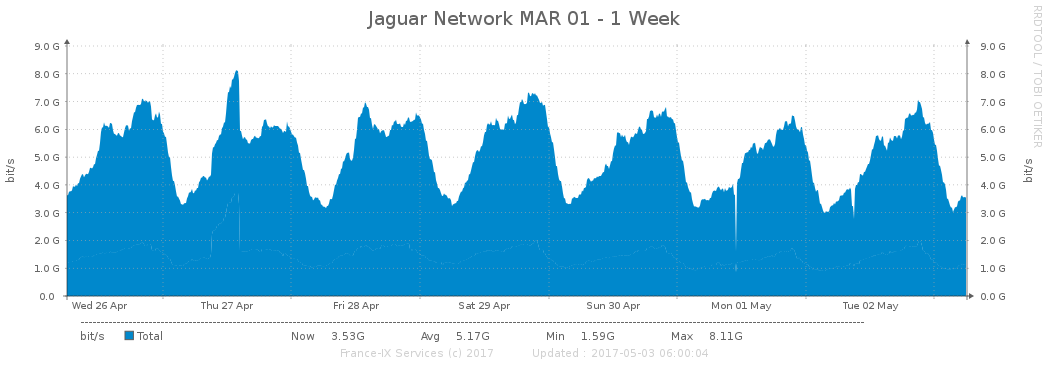 Jaguar Network MAR 01 - 1 Week
RRDTOOL / TOBI OETIKER
bit/s
9.0 G 9.0 G
8.0 G 8.0 G
7.0 G 7.0 G
6.0 G 6.0 G
5.0 G 5.0 G
4.0 G 4.0 G
3.0 G 3.0 G
2.0 G 2.0 G
1.0 G 1.0 G
0.0 0.0 G
bit/s
Wed 26 Apr Thu 27 Apr Fri 28 Apr Sat 29 Apr Sun 30 Apr Mon 01 May Tue 02 May
bit/s Total Now 3.53G Avg 5.17G Min 1.59G Max 8.11G
France-IX Services (c) 2017 Updated : 2017-05-03 06:00:04